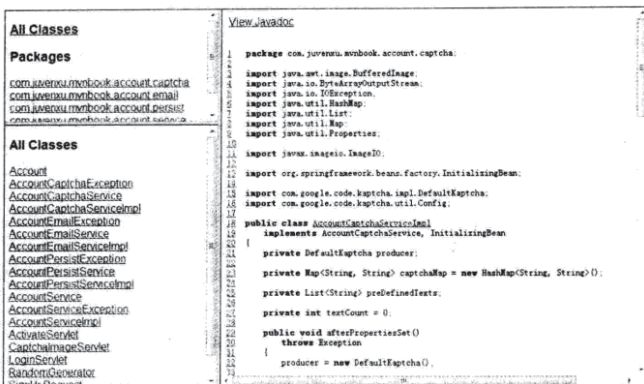 All Classes
Packages
com.juvenxu.mvnbook.account.captcha
com.juvenxu.mvnbook.account.email
com.juvenxu.mvnbook.account.persist
com.juvenxu.mvnbook.account.service
All Classes
Account
AccountCaptchaException
AccountCaptchaService
AccountCaptchaServiceImpl
AccountEmailException
AccountEmailService
AccountEmailServiceImpl
AccountPersistException
AccountPersistService
AccountPersistServiceImpl
AccountService
AccountServiceException
AccountServiceImpl
ActivateServlet
CaptchaImageServlet
LoginServlet
RandomGenerator
SignUpRequest
View Javadoc
1 package com.juvenxu.mvnbook.account.captcha;
2
3 import java.awt.image.BufferedImage;
4 import java.io.ByteArrayOutputStream;
5 import java.io.IOException;
6 import java.util.HashMap;
7 import java.util.List;
8 import java.util.Map;
9 import java.util.Properties;
10
11 import javax.imageio.ImageIO;
12
13 import org.springframework.beans.factory.InitializingBean;
14
15 import com.google.code.kaptcha.impl.DefaultKaptcha;
16 import com.google.code.kaptcha.util.Config;
17
18 public class AccountCaptchaServiceImpl
19 implements AccountCaptchaService, InitializingBean
20 {
21 private DefaultKaptcha producer;
22
23 private Map<String, String> captchaMap = new HashMap<String, String>();
24
25 private List<String> preDefinedTexts;
26
27 private int textCount = 0;
28
29 public void afterPropertiesSet()
30 throws Exception
31 {
32 producer = new DefaultKaptcha();